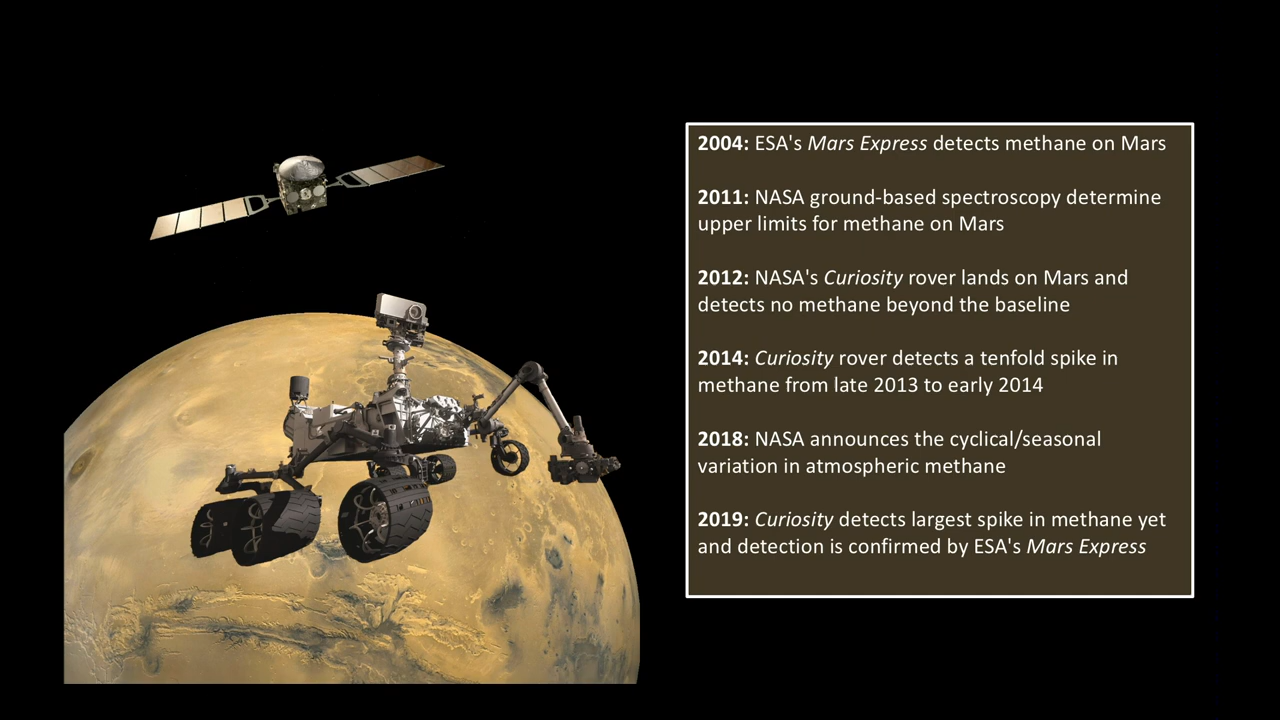 2004: ESA's Mars Express detects methane on Mars
2011: NASA ground-based spectroscopy determine
upper limits for methane on Mars
2012: NASA's Curiosity rover lands on Mars and
detects no methane beyond the baseline
2014: Curiosity rover detects a tenfold spike in
methane from late 2013 to early 2014
2018: NASA announces the cyclical/seasonal
variation in atmospheric methane
2019: Curiosity detects largest spike in methane yet
and detection is confirmed by ESA's Mars Express